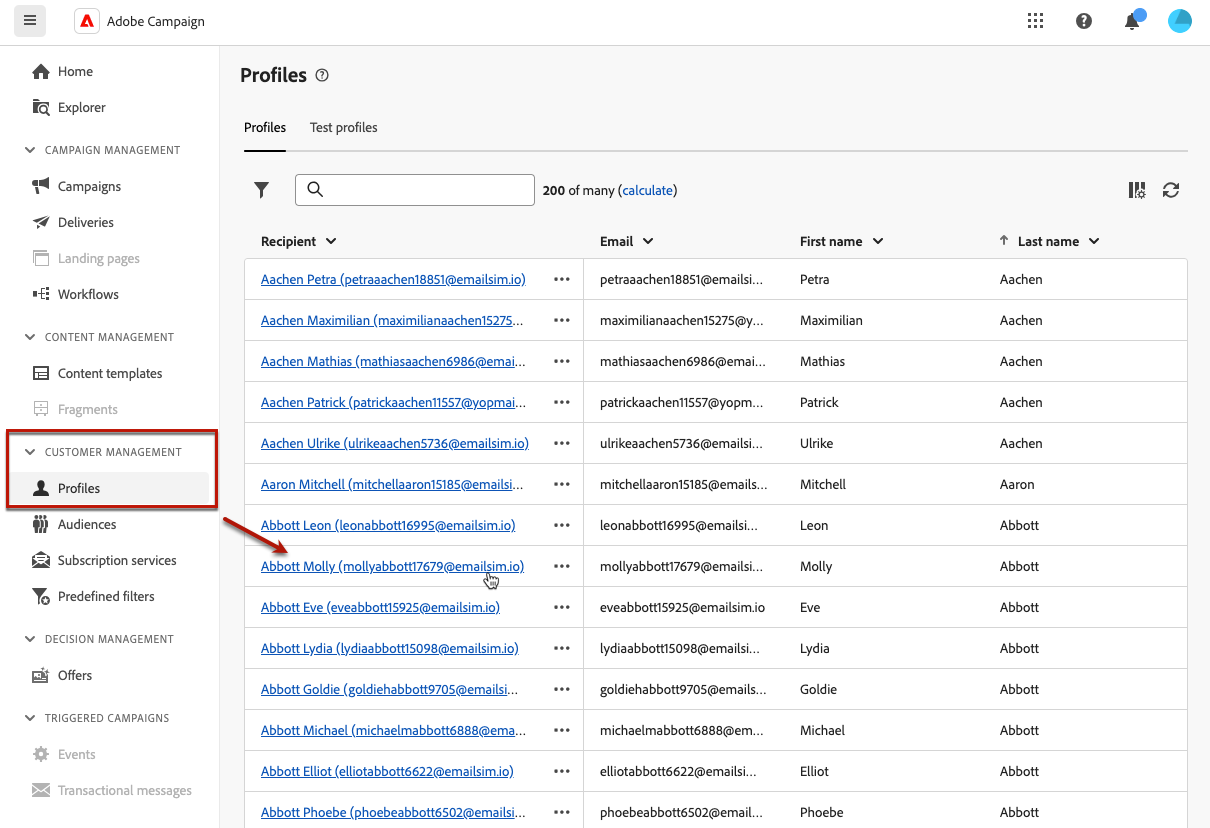 Adobe Campaign
Home
Explorer
CAMPAIGN MANAGEMENT
Campaigns
Deliveries
Landing pages
Workflows
CONTENT MANAGEMENT
Content templates
Fragments
CUSTOMER MANAGEMENT
Profiles
Audiences
Subscription services
Predefined filters
DECISION MANAGEMENT
Offers
TRIGGERED CAMPAIGNS
Events
Transactional messages
Profiles
Profiles Test profiles
200 of many (calculate)
Recipient Email First name Last name
Aachen Petra (petraaachen18851@emailsim.io) petraaachen18851@emailsi... Petra Aachen
Aachen Maximilian (maximilianaachen15275... maximilianaachen15275@y... Maximilian Aachen
Aachen Mathias (mathiasaachen6986@emai... mathiasaachen6986@emai... Mathias Aachen
Aachen Patrick (patrickaachen11557@yopmai... patrickaachen11557@yopm... Patrick Aachen
Aachen Ulrike (ulrikeaachen5736@emailsim.io) ulrikeaachen5736@emailsi... Ulrike Aachen
Aaron Mitchell (mitchellaaron15185@emailsi... mitchellaaron15185@emails... Mitchell Aaron
Abbott Leon (leonabbott16995@emailsim.io) leonabbott16995@emailsi... Leon Abbott
Abbott Molly (mollyabbott17679@emailsim.io) mollyabbott17679@emailsi... Molly Abbott
Abbott Eve (eveabbott15925@emailsim.io) eveabbott15925@emailsim.io Eve Abbott
Abbott Lydia (lydiaabbott15098@emailsim.io) lydiaabbott15098@emailsi... Lydia Abbott
Abbott Goldie (goldiehabbott9705@emailsi... goldiehabbott9705@emails... Goldie Abbott
Abbott Michael (michaelmabbott6888@ema... michaelmabbott6888@em... Michael Abbott
Abbott Elliot (elliotabbott6622@emailsim.io) elliotabbott6622@emailsi... Elliot Abbott
Abbott Phoebe (phoebeabbott6502@emailsi... phoebeabbott6502@email... Phoebe Abbott